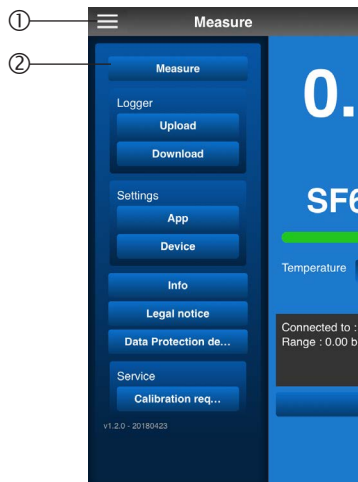 ① Measure
② Measure
0.
Logger
Upload
Download
SF6
Settings
App
Device
Temperature
Info
Legal notice
Connected to :
Data Protection de...
Range : 0.00 b
Service
Calibration req...
v1.2.0 - 20180423